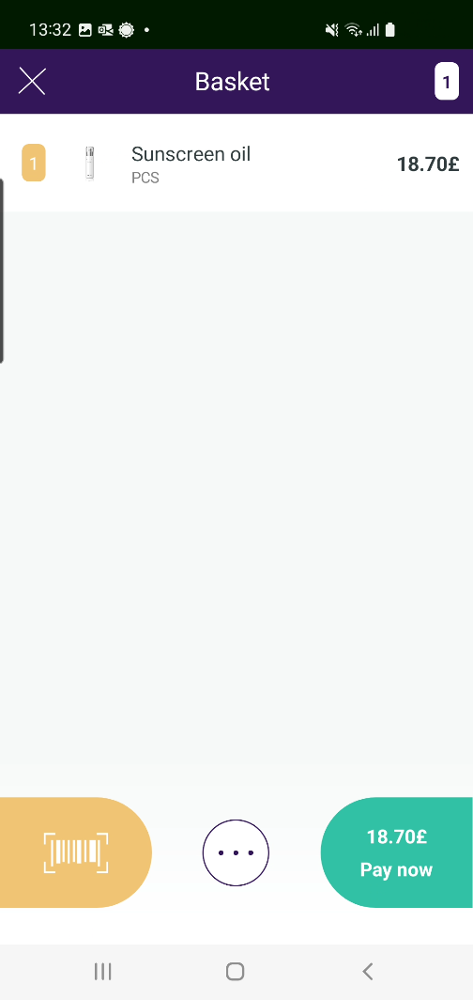 13:32
Basket
1
1
Sunscreen oil
18.70£
PCS
18.70£
Pay now